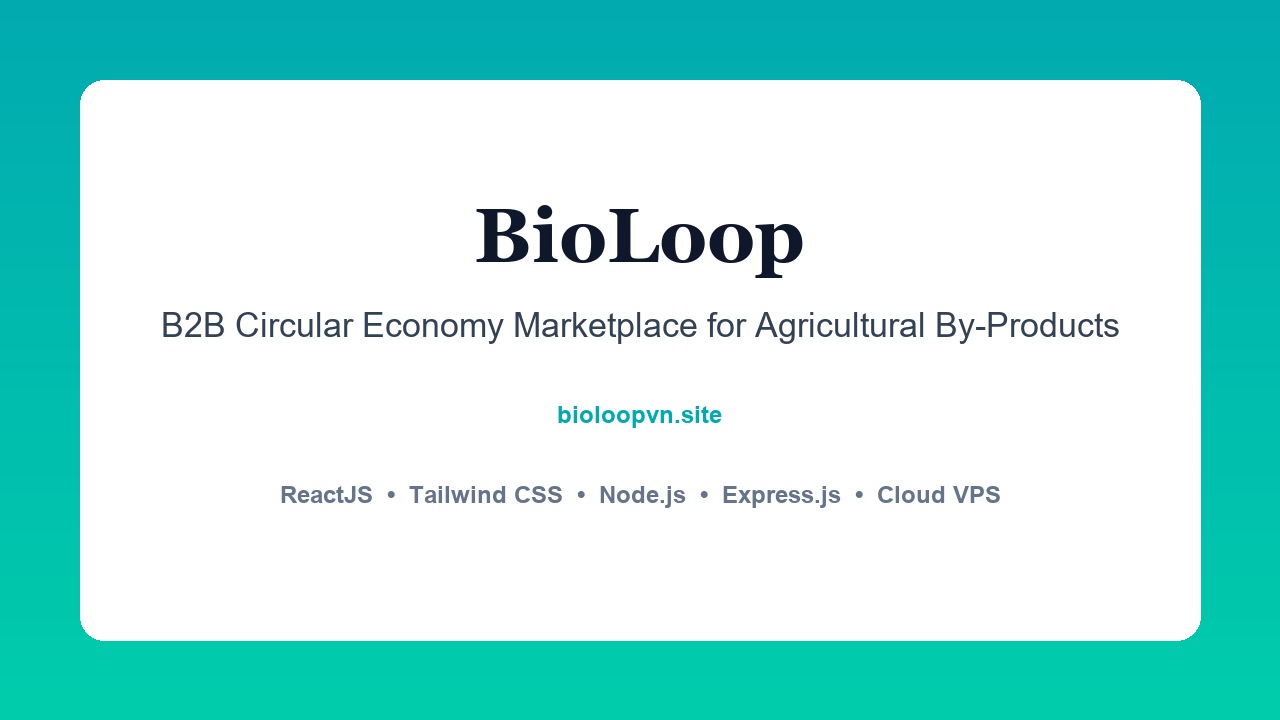 BioLoop
B2B Circular Economy Marketplace for Agricultural By-Products
bioloopvn.site
ReactJS • Tailwind CSS • Node.js • Express.js • Cloud VPS